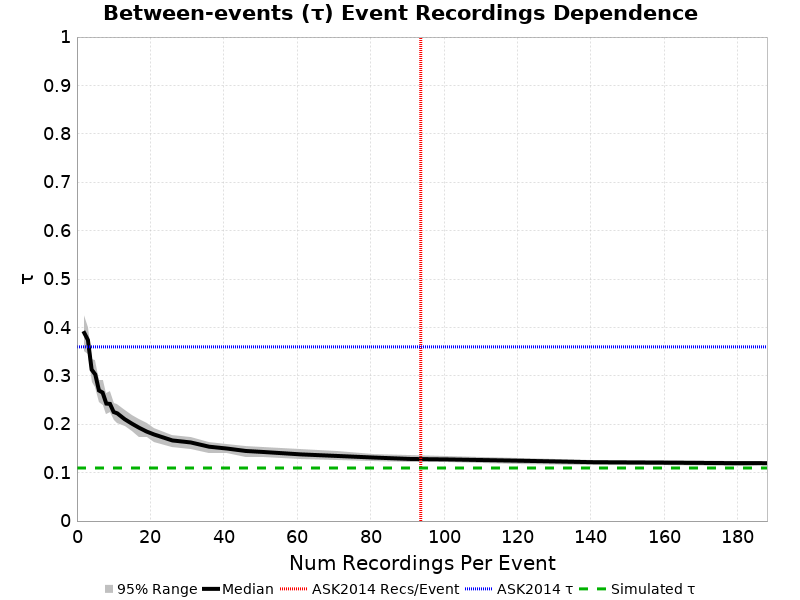 Between-events (τ) Event Recordings Dependence
1
0.9
0.8
0.7
0.6
0.5
0.4
0.3
0.2
0.1
0
τ
0 20 40 60 80 100 120 140 160 180
Num Recordings Per Event
95% Range Median ASK2014 Recs/Event ASK2014 τ Simulated τ